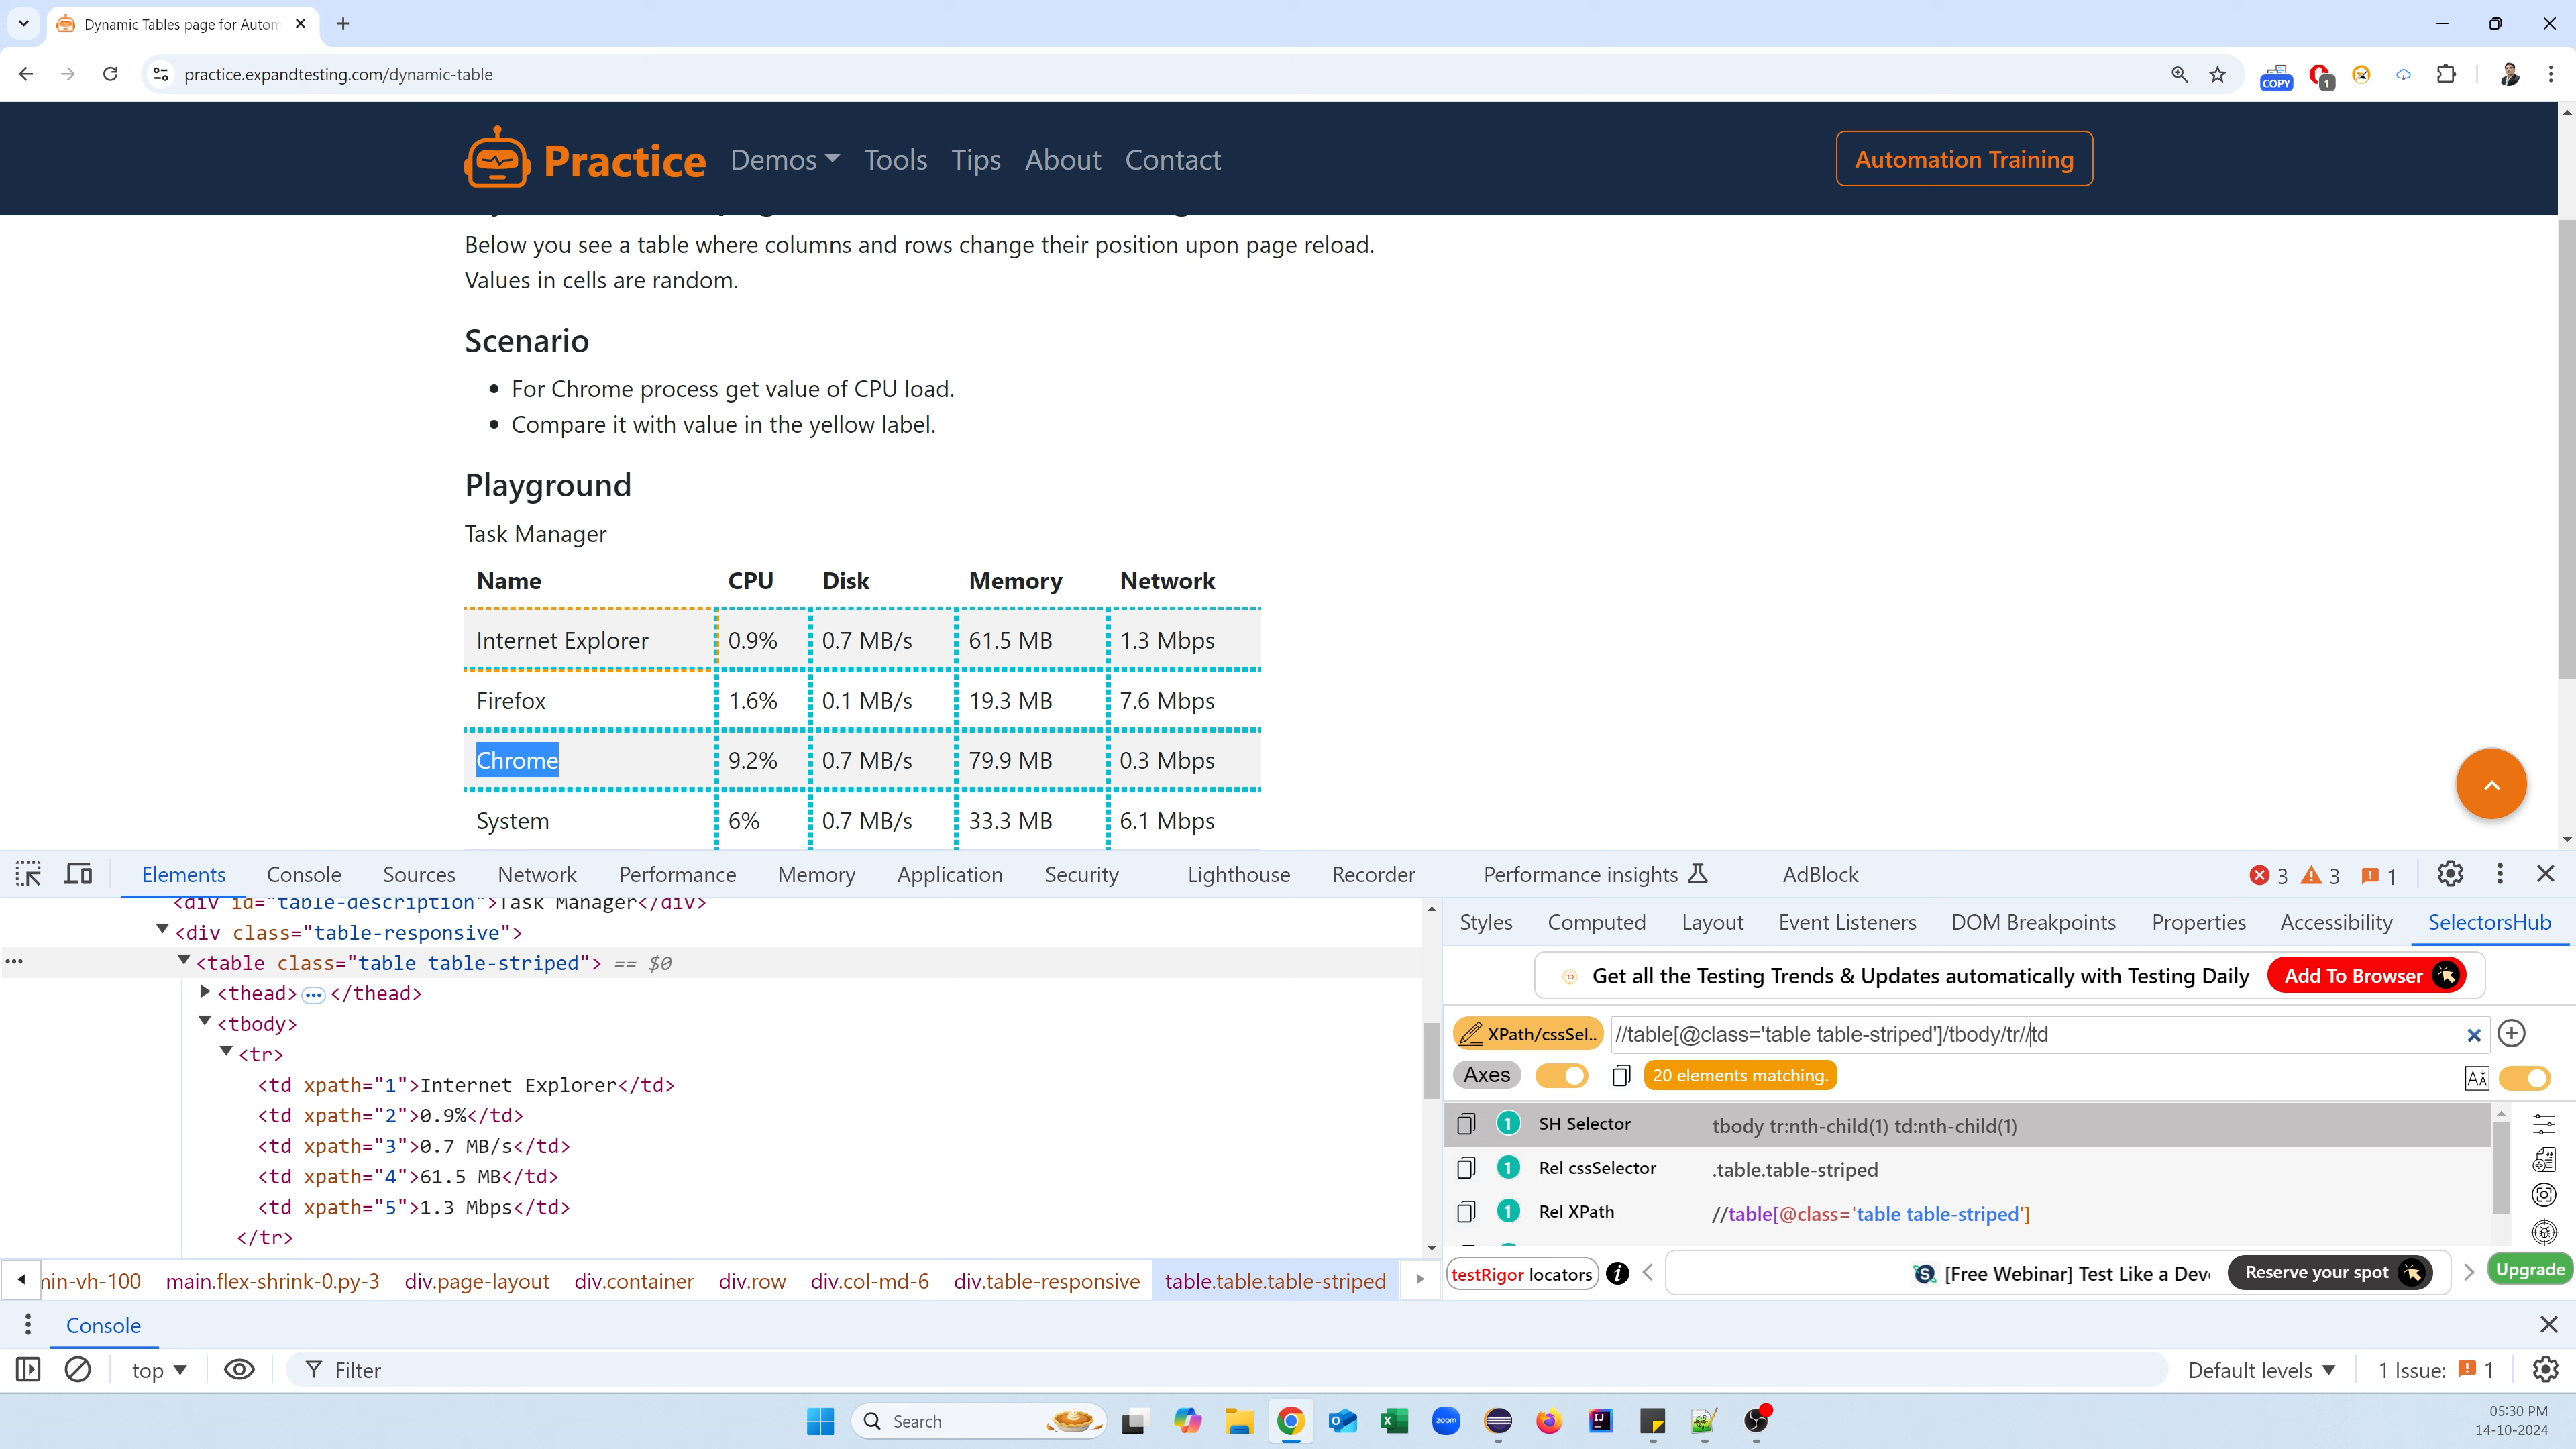 Dynamic Tables page for Autom
practice.expandtesting.com/dynamic-table
COPY
1
Practice Demos Tools Tips About Contact Automation Training
Below you see a table where columns and rows change their position upon page reload.
Values in cells are random.
Scenario
For Chrome process get value of CPU load.
Compare it with value in the yellow label.
Playground
Task Manager
Name CPU Disk Memory Network
Internet Explorer 0.9% 0.7 MB/s 61.5 MB 1.3 Mbps
Firefox 1.6% 0.1 MB/s 19.3 MB 7.6 Mbps
Chrome 9.2% 0.7 MB/s 79.9 MB 0.3 Mbps
System 6% 0.7 MB/s 33.3 MB 6.1 Mbps
Elements Console Sources Network Performance Memory Application Security Lighthouse Recorder Performance insights AdBlock 3 3 1
<div id="table-description">Task Manager</div>
<div class="table-responsive">
<table class="table table-striped"> == $0
<thead> ••• </thead>
<tbody>
<tr>
<td xpath="1">Internet Explorer</td>
<td xpath="2">0.9%</td>
<td xpath="3">0.7 MB/s</td>
<td xpath="4">61.5 MB</td>
<td xpath="5">1.3 Mbps</td>
</tr>
nin-vh-100 main.flex-shrink-0.py-3 div.page-layout div.container div.row div.col-md-6 div.table-responsive table.table.table-striped
Styles Computed Layout Event Listeners DOM Breakpoints Properties Accessibility SelectorsHub
Get all the Testing Trends & Updates automatically with Testing Daily Add To Browser
XPath/cssSel.. //table[@class='table table-striped']/tbody/tr//td
Axes 20 elements matching.
1 SH Selector tbody tr:nth-child(1) td:nth-child(1)
1 Rel cssSelector .table.table-striped
1 Rel XPath //table[@class='table table-striped']
testRigor locators i [Free Webinar] Test Like a Dev Reserve your spot Upgrade
Console
top Filter Default levels 1 Issue: 1
Search
zoom
05:30 PM
14-10-2024